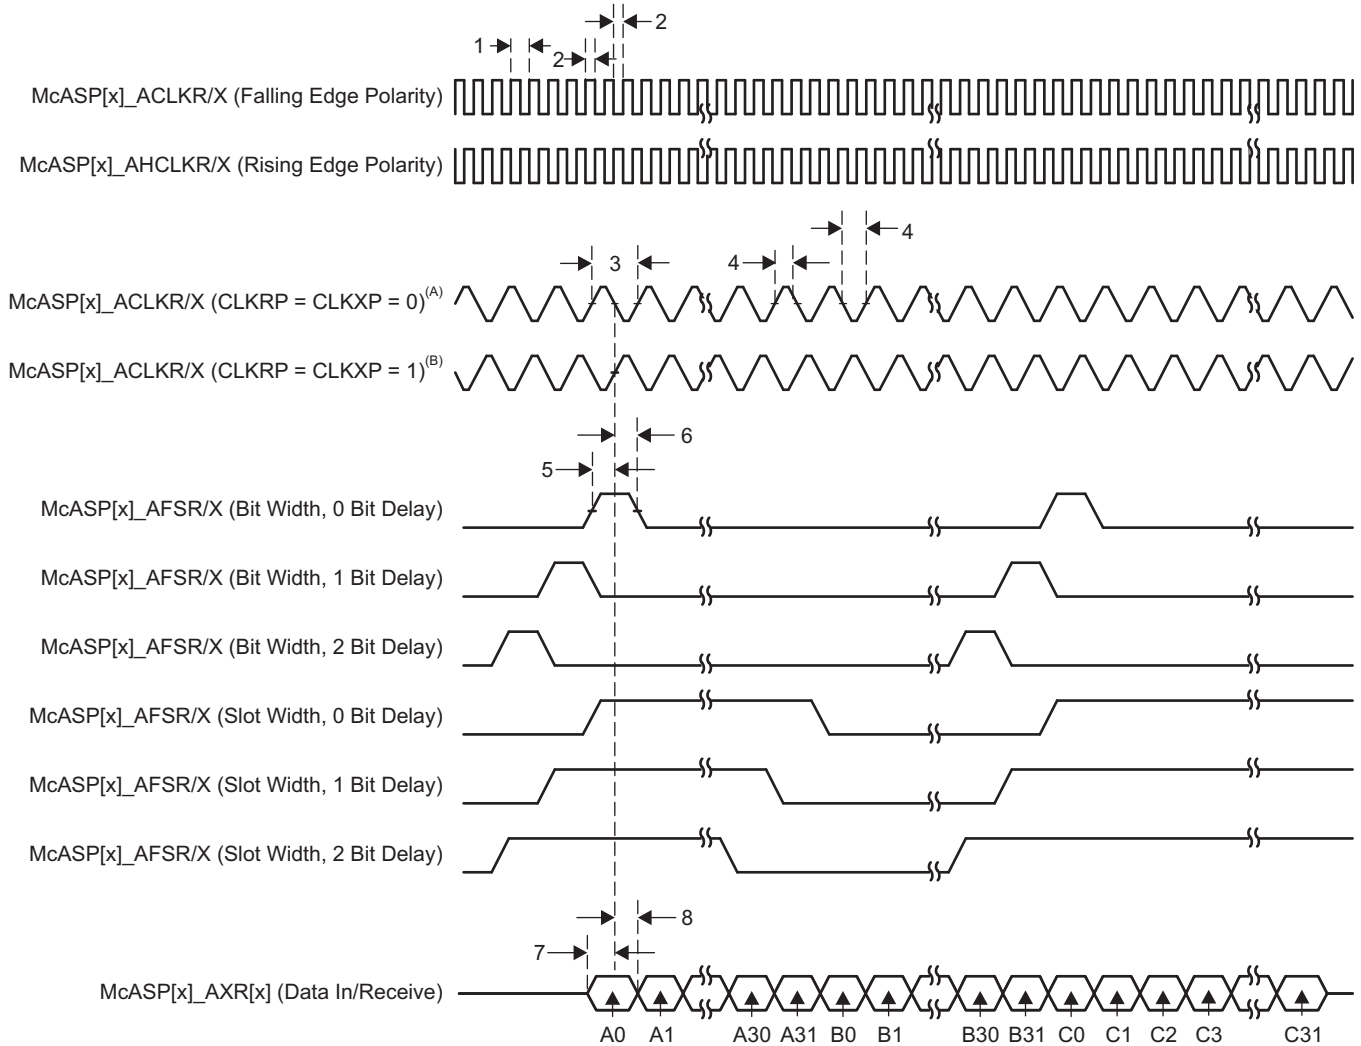 2
1
2
McASP[x]_ACLKR/X (Falling Edge Polarity)
McASP[x]_AHCLKR/X (Rising Edge Polarity)
4
3
4
McASP[x]_ACLKR/X (CLKRP = CLKXP = 0)(A)
McASP[x]_ACLKR/X (CLKRP = CLKXP = 1)(B)
6
5
McASP[x]_AFSR/X (Bit Width, 0 Bit Delay)
McASP[x]_AFSR/X (Bit Width, 1 Bit Delay)
McASP[x]_AFSR/X (Bit Width, 2 Bit Delay)
McASP[x]_AFSR/X (Slot Width, 0 Bit Delay)
McASP[x]_AFSR/X (Slot Width, 1 Bit Delay)
McASP[x]_AFSR/X (Slot Width, 2 Bit Delay)
8
7
McASP[x]_AXR[x] (Data In/Receive)
A0 A1 A30 A31 B0 B1 B30 B31 C0 C1 C2 C3 C31